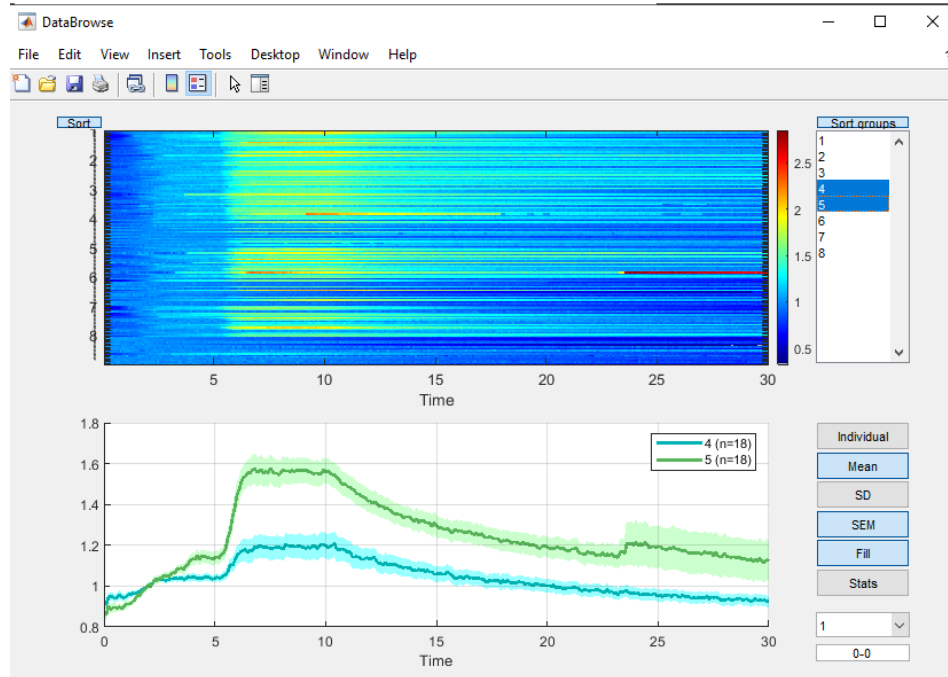 DataBrowse
File Edit View Insert Tools Desktop Window Help
Sort
Sort groups
1
2
3
4
5
6
7
8
2
3
4
5
6
7
8
2.5
2
1.5
1
0.5
5 10 15 20 25 30
Time
1.8
1.6
1.4
1.2
1
0.8
4 (n=18)
5 (n=18)
0 5 10 15 20 25 30
Time
Individual
Mean
SD
SEM
Fill
Stats
1
0-0